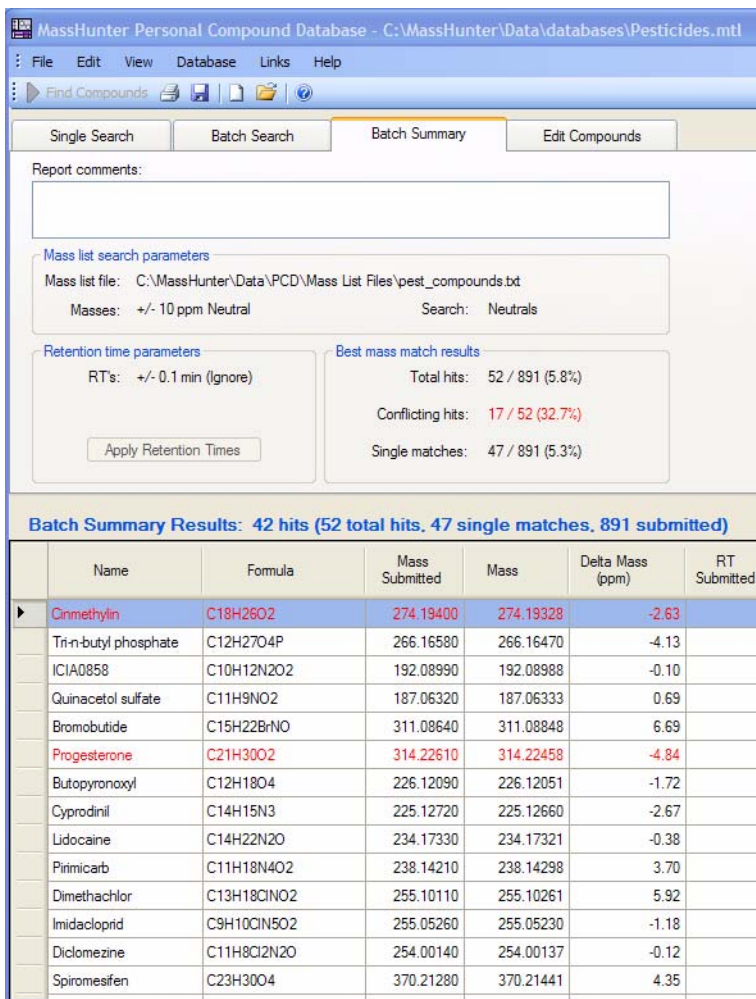 MassHunter Personal Compound Database - C:\MassHunter\Data\databases\Pesticides.mtl
File Edit View Database Links Help
Find Compounds
Single Search Batch Search Batch Summary Edit Compounds
Report comments:
Mass list search parameters
Mass list file: C:\MassHunter\Data\PCD\Mass List Files\pest_compounds.txt
Masses: +/- 10 ppm Neutral Search: Neutrals
Retention time parameters Best mass match results
RT's: +/- 0.1 min (Ignore) Total hits: 52 / 891 (5.8%)
Conflicting hits: 17 / 52 (32.7%)
Apply Retention Times Single matches: 47 / 891 (5.3%)
Batch Summary Results: 42 hits (52 total hits, 47 single matches, 891 submitted)
Name Formula Mass Submitted Mass Delta Mass (ppm) RT Submitted
Cinmethylin C18H26O2 274.19400 274.19328 -2.63
Tri-n-butyl phosphate C12H27O4P 266.16580 266.16470 -4.13
ICIA0858 C10H12N2O2 192.08990 192.08988 -0.10
Quinacetol sulfate C11H9NO2 187.06320 187.06333 0.69
Bromobutide C15H22BrNO 311.08640 311.08848 6.69
Progesterone C21H30O2 314.22610 314.22458 -4.84
Butopyronoxyl C12H18O4 226.12090 226.12051 -1.72
Cyprodinil C14H15N3 225.12720 225.12660 -2.67
Lidocaine C14H22N2O 234.17330 234.17321 -0.38
Pirimicarb C11H18N4O2 238.14210 238.14298 3.70
Dimethachlor C13H18ClNO2 255.10110 255.10261 5.92
Imidacloprid C9H10ClN5O2 255.05260 255.05230 -1.18
Diclomezine C11H8Cl2N2O 254.00140 254.00137 -0.12
Spiromesifen C23H30O4 370.21280 370.21441 4.35